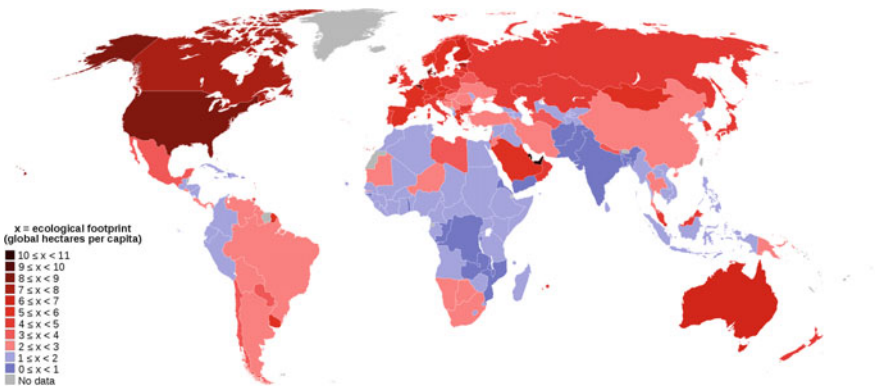 x = ecological footprint
(global hectares per capita)
10 ≤ x < 11
9 ≤ x < 10
8 ≤ x < 9
7 ≤ x < 8
6 ≤ x < 7
5 ≤ x < 6
4 ≤ x < 5
3 ≤ x < 4
2 ≤ x < 3
1 ≤ x < 2
0 ≤ x < 1
No data